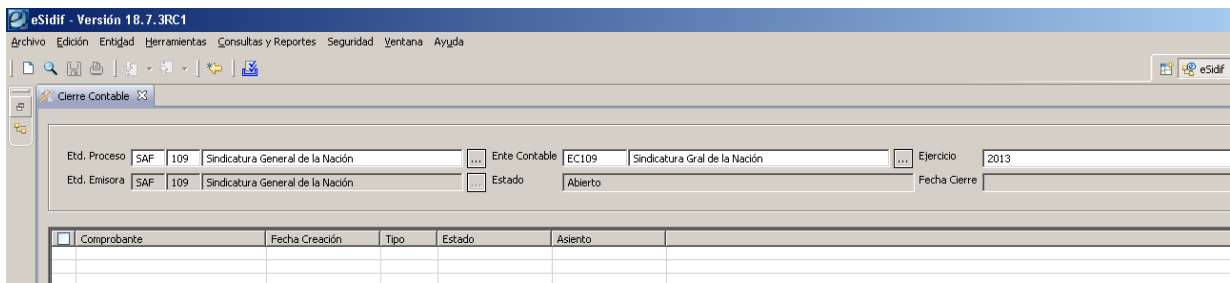 eSidif - Versión 18.7.3RC1
Archivo Edición Entidad Herramientas Consultas y Reportes Seguridad Ventana Ayuda
eSidif
Cierre Contable
Etd. Proceso SAF 109 Sindicatura General de la Nación ... Ente Contable EC109 Sindicatura Gral de la Nación ... Ejercicio 2013
Etd. Emisora SAF 109 Sindicatura General de la Nación ... Estado Abierto Fecha Cierre
Comprobante Fecha Creación Tipo Estado Asiento